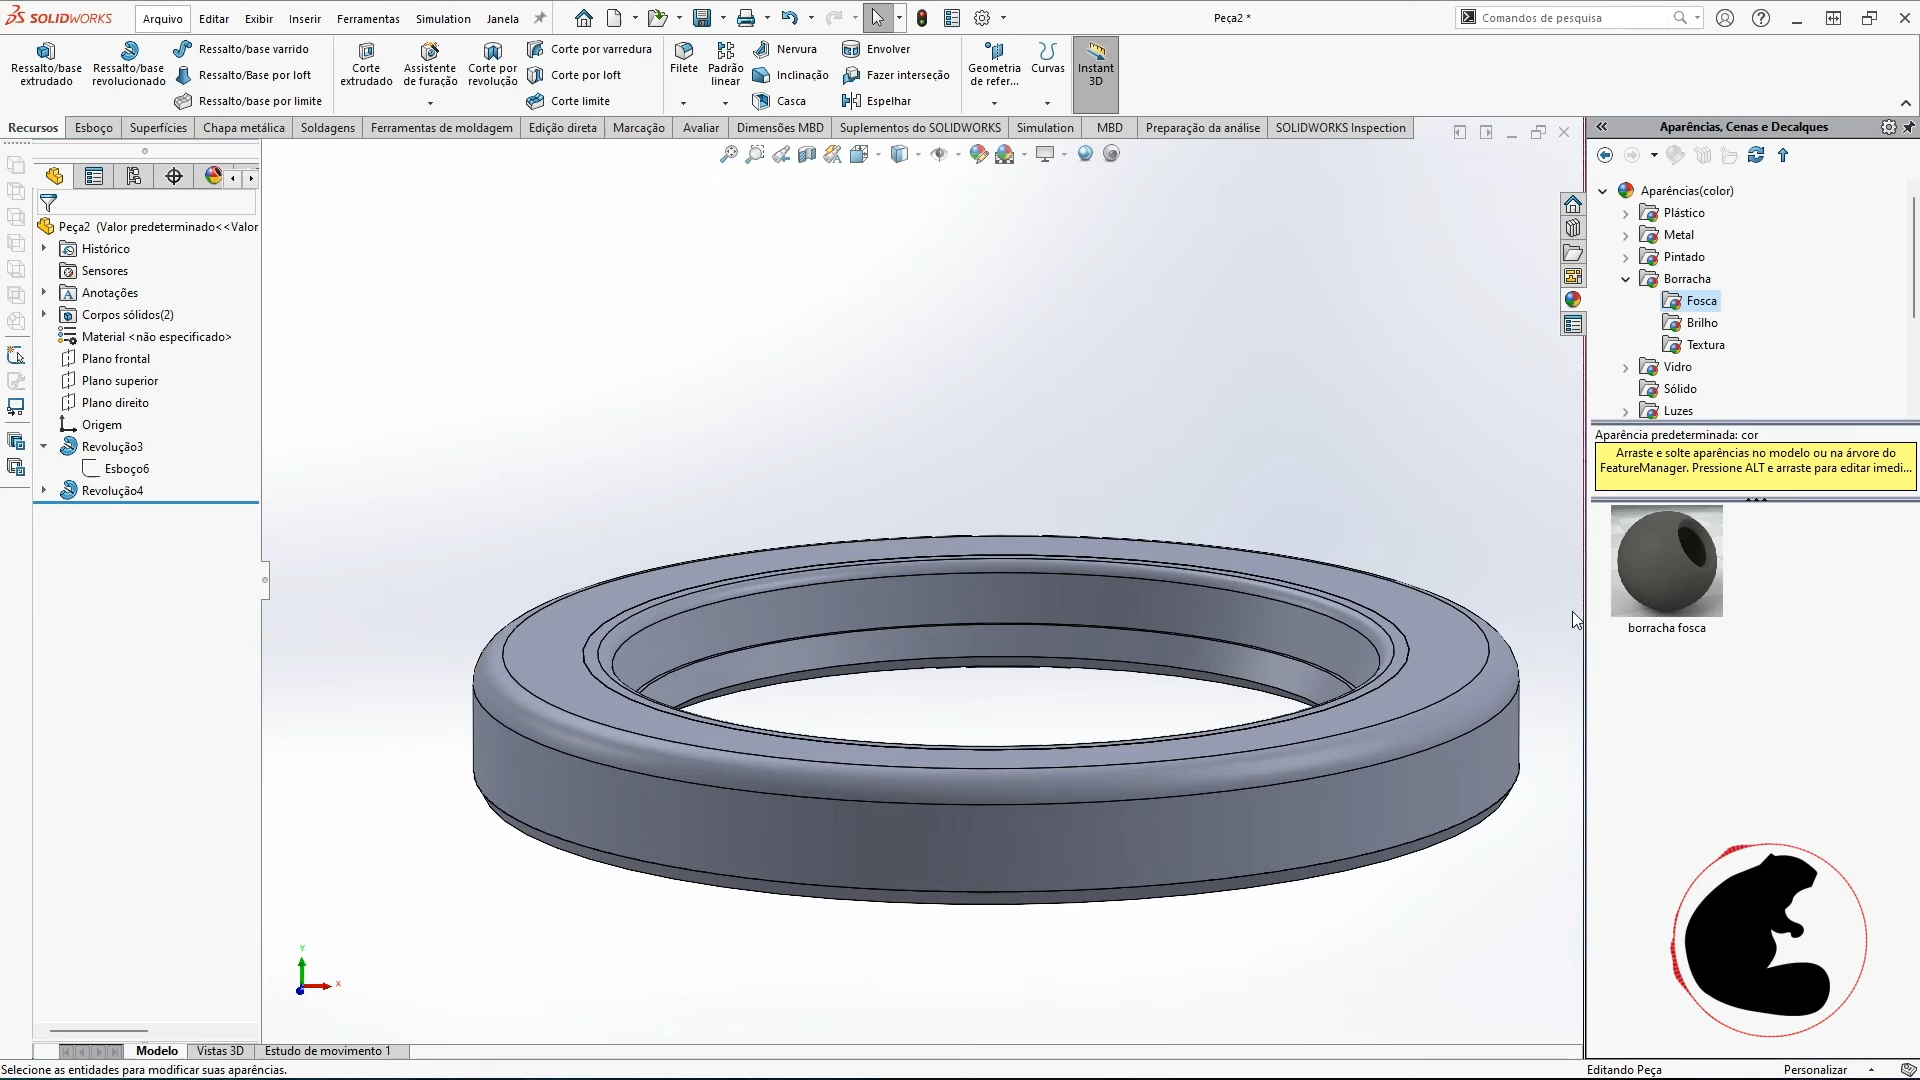 SOLIDWORKS
Arquivo
Editar
Exibir
Inserir
Ferramentas
Simulation
Janela
Peça2 *
Comandos de pesquisa
Ressalto/base
extrudado
Ressalto/base
revolucionado
Ressalto/base varrido
Ressalto/Base por loft
Ressalto/base por limite
Corte
extrudado
Assistente
de furação
Corte por
revolução
Corte por varredura
Corte por loft
Corte limite
Filete
Padrão
linear
Nervura
Inclinação
Casca
Envolver
Fazer interseção
Espelhar
Geometria
de refer...
Curvas
Instant
3D
Recursos
Esboço
Superfícies
Chapa metálica
Soldagens
Ferramentas de moldagem
Edição direta
Marcação
Avaliar
Dimensões MBD
Suplementos do SOLIDWORKS
Simulation
MBD
Preparação da análise
SOLIDWORKS Inspection
Peça2 (Valor predeterminado<<Valor
Histórico
Sensores
Anotações
Corpos sólidos(2)
Material <não especificado>
Plano frontal
Plano superior
Plano direito
Origem
Revolução3
Esboço6
Revolução4
Aparências, Cenas e Decalques
Aparências(color)
Plástico
Metal
Pintado
Borracha
Fosca
Brilho
Textura
Vidro
Sólido
Luzes
Aparência predeterminada: cor
Arraste e solte aparências no modelo ou na árvore do
FeatureManager. Pressione ALT e arraste para editar imedi...
borracha fosca
Y
X
Modelo
Vistas 3D
Estudo de movimento 1
Selecione as entidades para modificar suas aparências.
Editando Peça
Personalizar